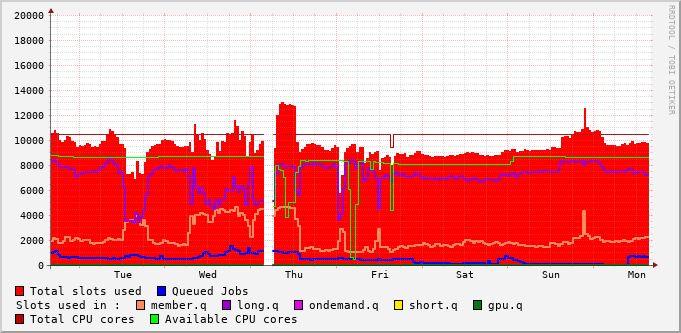 20000
18000
16000
14000
12000
10000
8000
6000
4000
2000
0
Tue Wed Thu Fri Sat Sun Mon
Total slots used Queued Jobs
Slots used in : member.q long.q ondemand.q short.q gpu.q
Total CPU cores Available CPU cores
RRDTOOL / TOBI OETIKER